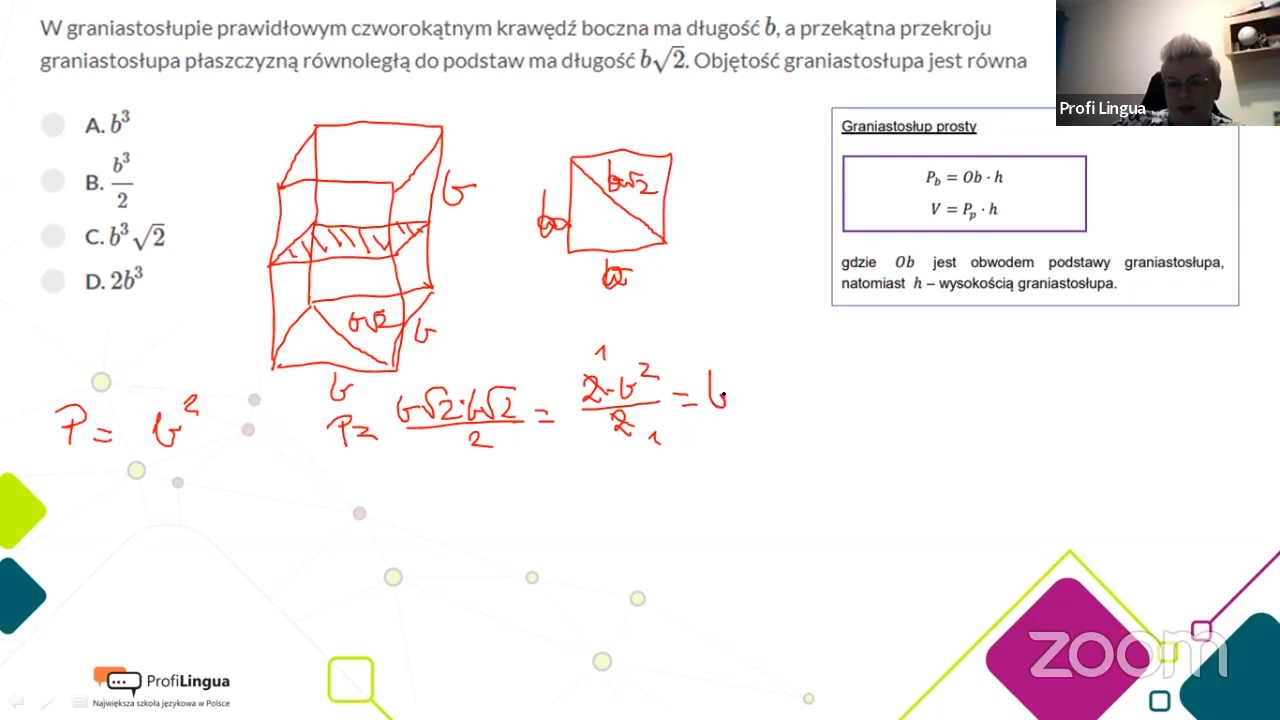 W graniastosłupie prawidłowym czworokątnym krawędź boczna ma długość b, a przekątna przekroju
graniastosłupa płaszczyzną równoległą do podstaw ma długość b√2. Objętość graniastosłupa jest równa
A. b³
B. b³/2
C. b³√2
D. 2b³
b
b√2
b
b
b√2
b
b
Profi Lingua
Graniastosłup prosty
P_b = Ob · h
V = P_p · h
gdzie Ob jest obwodem podstawy graniastosłupa,
natomiast h – wysokością graniastosłupa.
P = b²
P = b√2·b√2/2 = 2·b²/2 = b
1
1
zoom
ProfiLingua
Największa szkoła językowa w Polsce